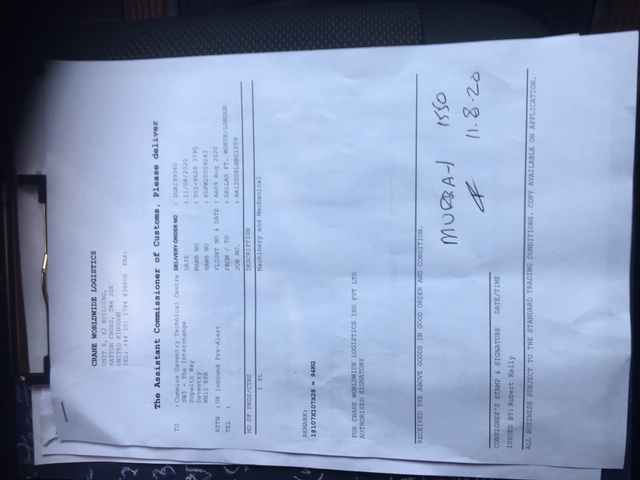 CRANE WORLDWIDE LOGISTICS
UNIT 8, X2 BUILDING,
HATTON CROSS, TW6 2GE
UNITED KINGDOM
TEL: +44 (0) 1784 438800 FAX:
The Assistant Commissioner of Customs, Please deliver
TO : Cummins Daventry Technical Centre
SW3 - The Interchange
Sopwith Way
Daventry
NN11 8PB
ATTN : UK Inbound Pre-Alert
TEL :
DELIVERY ORDER NO : DOAI99360
DATE : 11/08/2020
MAWB NO : 001-9628 3795
HAWB NO : HDFW20009243
FLIGHT NO & DATE : AA09 Aug 2020
FROM / TO : DALLAS FT. WORTH/LONDON
JOB NO. : HAI2008LHR01559
NO OF PKGS/CTNS DESCRIPTION
1 PL Machinery and Mechanical
REMARK:
1@107X107X28 = 94KG
FOR CRANE WORLDWIDE LOGISTICS IND PVT LTD
AUTHORISED SIGNATORY
RECEIVED THE ABOVE GOODS IN GOOD ORDER AND CONDITION.
1550
11.8.20
CONSIGNEE'S STAMP & SIGNATURE DATE/TIME
ISSUED BY: Robert Kelly
ALL BUSINESS SUBJECT TO THE STANDARD TRADING CONDITIONS. COPY AVAILABLE ON APPLICATION.